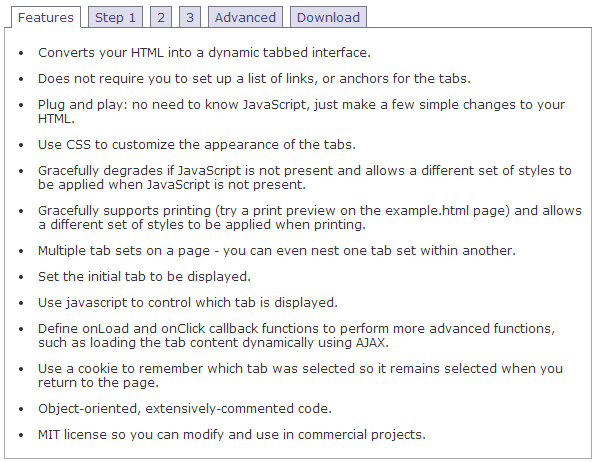 Features Step 1 2 3 Advanced Download
• Converts your HTML into a dynamic tabbed interface.
• Does not require you to set up a list of links, or anchors for the tabs.
• Plug and play: no need to know JavaScript, just make a few simple changes to your
HTML.
• Use CSS to customize the appearance of the tabs.
• Gracefully degrades if JavaScript is not present and allows a different set of styles to
be applied when JavaScript is not present.
• Gracefully supports printing (try a print preview on the example.html page) and allows
a different set of styles to be applied when printing.
• Multiple tab sets on a page - you can even nest one tab set within another.
• Set the initial tab to be displayed.
• Use javascript to control which tab is displayed.
• Define onLoad and onClick callback functions to perform more advanced functions,
such as loading the tab content dynamically using AJAX.
• Use a cookie to remember which tab was selected so it remains selected when you
return to the page.
• Object-oriented, extensively-commented code.
• MIT license so you can modify and use in commercial projects.